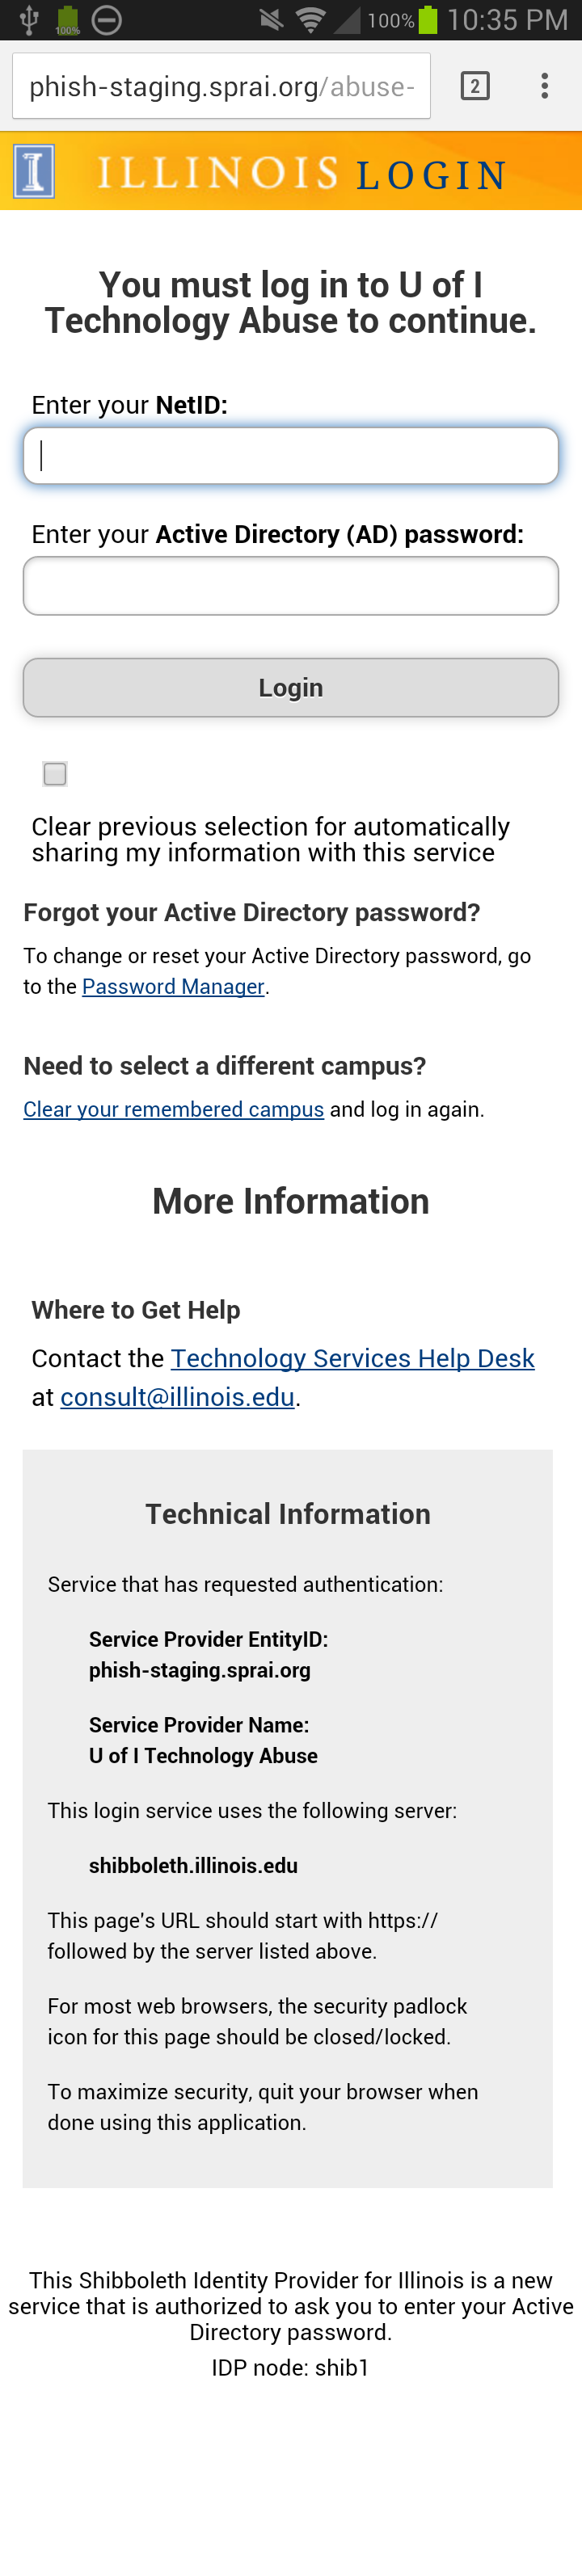 100%
100%
10:35 PM
phish-staging.sprai.org/abuse-
2
I
ILLINOIS LOGIN
You must log in to U of I
Technology Abuse to continue.
Enter your NetID:
Enter your Active Directory (AD) password:
Login
Clear previous selection for automatically
sharing my information with this service
Forgot your Active Directory password?
To change or reset your Active Directory password, go
to the Password Manager.
Need to select a different campus?
Clear your remembered campus and log in again.
More Information
Where to Get Help
Contact the Technology Services Help Desk
at consult@illinois.edu.
Technical Information
Service that has requested authentication:
Service Provider EntityID:
phish-staging.sprai.org
Service Provider Name:
U of I Technology Abuse
This login service uses the following server:
shibboleth.illinois.edu
This page's URL should start with https://
followed by the server listed above.
For most web browsers, the security padlock
icon for this page should be closed/locked.
To maximize security, quit your browser when
done using this application.
This Shibboleth Identity Provider for Illinois is a new
service that is authorized to ask you to enter your Active
Directory password.
IDP node: shib1